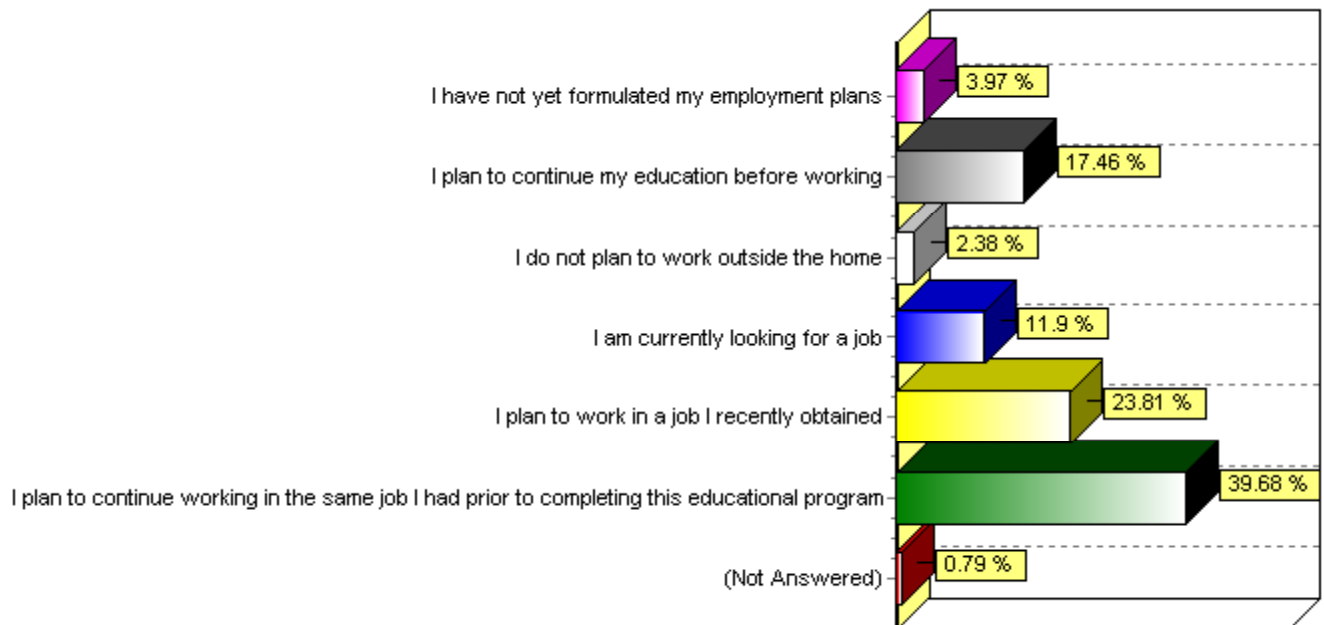 I have not yet formulated my employment plans
3.97 %
I plan to continue my education before working
17.46 %
I do not plan to work outside the home
2.38 %
I am currently looking for a job
11.9 %
I plan to work in a job I recently obtained
23.81 %
I plan to continue working in the same job I had prior to completing this educational program
39.68 %
(Not Answered)
0.79 %